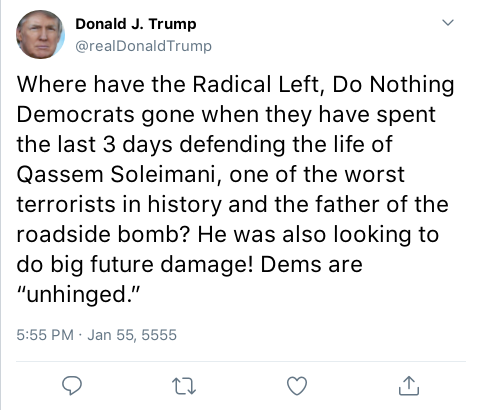 Donald J. Trump
@realDonaldTrump
Where have the Radical Left, Do Nothing
Democrats gone when they have spent
the last 3 days defending the life of
Qassem Soleimani, one of the worst
terrorists in history and the father of the
roadside bomb? He was also looking to
do big future damage! Dems are
“unhinged.”
5:55 PM · Jan 55, 5555